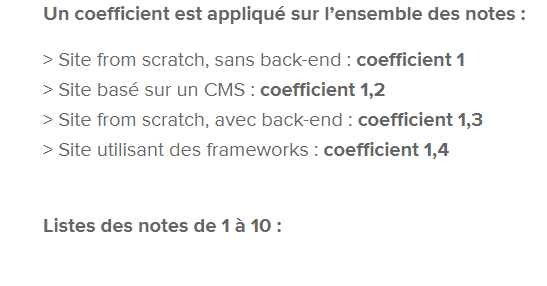 Un coefficient est appliqué sur l’ensemble des notes :
> Site from scratch, sans back-end : coefficient 1
> Site basé sur un CMS : coefficient 1,2
> Site from scratch, avec back-end : coefficient 1,3
> Site utilisant des frameworks : coefficient 1,4
Listes des notes de 1 à 10 :